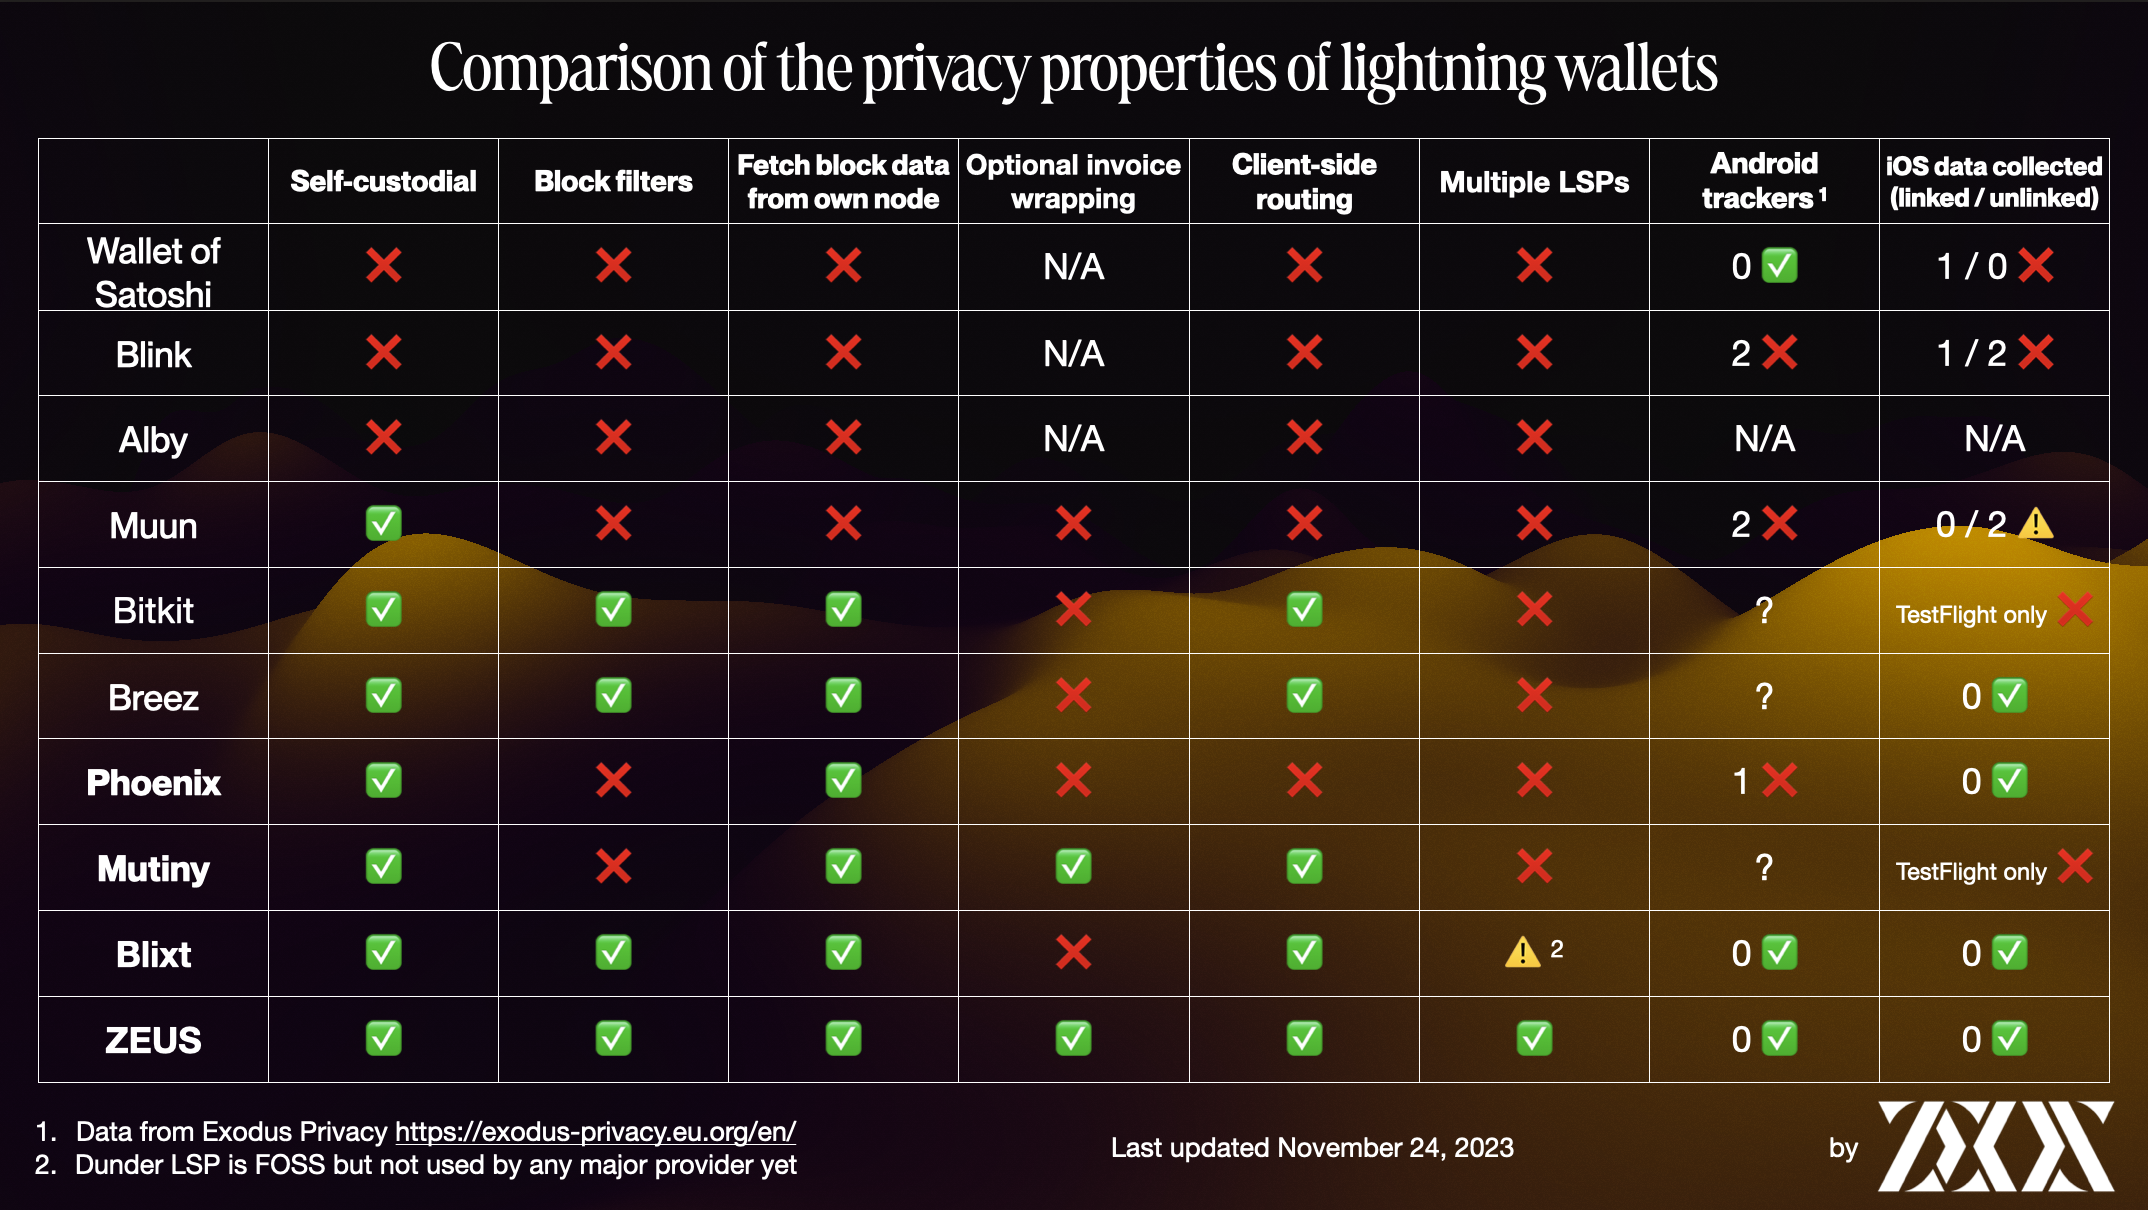 Comparison of the privacy properties of lightning wallets
Self-custodial
Block filters
Fetch block data
from own node
Optional invoice
wrapping
Client-side
routing
Multiple LSPs
Android
trackers ¹
iOS data collected
(linked / unlinked)
Wallet of
Satoshi
❌ ❌ ❌ N/A ❌ ❌ 0 ✅ 1 / 0 ❌
Blink ❌ ❌ ❌ N/A ❌ ❌ 2 ❌ 1 / 2 ❌
Alby ❌ ❌ ❌ N/A ❌ ❌ N/A N/A
Muun ✅ ❌ ❌ ❌ ❌ ❌ 2 ❌ 0 / 2 ⚠️
Bitkit ✅ ✅ ✅ ❌ ✅ ❌ ? TestFlight only ❌
Breez ✅ ✅ ✅ ❌ ✅ ❌ ? 0 ✅
Phoenix ✅ ❌ ✅ ❌ ❌ ❌ 1 ❌ 0 ✅
Mutiny ✅ ❌ ✅ ✅ ✅ ❌ ? TestFlight only ❌
Blixt ✅ ✅ ✅ ❌ ✅ ⚠️ ² 0 ✅ 0 ✅
ZEUS ✅ ✅ ✅ ✅ ✅ ✅ 0 ✅ 0 ✅
1. Data from Exodus Privacy https://exodus-privacy.eu.org/en/
2. Dunder LSP is FOSS but not used by any major provider yet
Last updated November 24, 2023
by